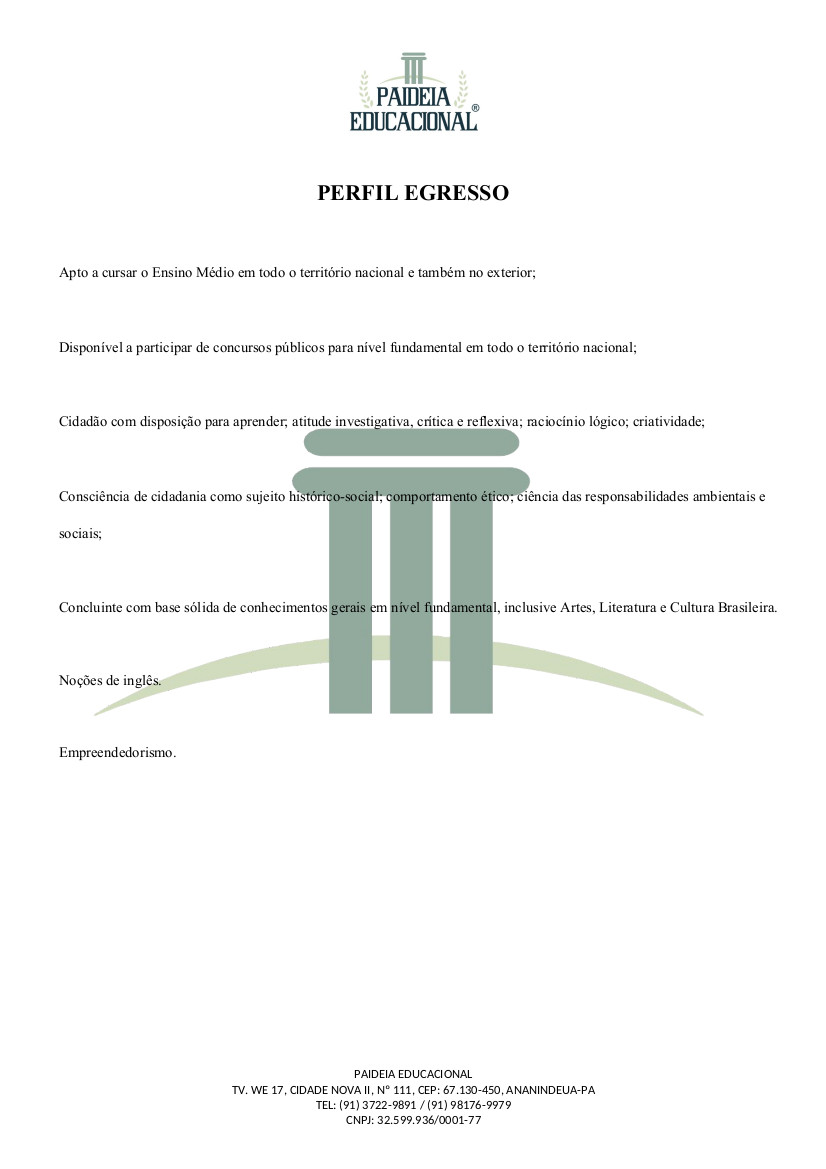 PAIDEIA
EDUCACIONAL®
PERFIL EGRESSO
Apto a cursar o Ensino Médio em todo o território nacional e também no exterior;
Disponível a participar de concursos públicos para nível fundamental em todo o território nacional;
Cidadão com disposição para aprender; atitude investigativa, crítica e reflexiva; raciocínio lógico; criatividade;
Consciência de cidadania como sujeito histórico-social; comportamento ético; ciência das responsabilidades ambientais e
sociais;
Concluinte com base sólida de conhecimentos gerais em nível fundamental, inclusive Artes, Literatura e Cultura Brasileira.
Noções de inglês.
Empreendedorismo.
PAIDEIA EDUCACIONAL
TV. WE 17, CIDADE NOVA II, Nº 111, CEP: 67.130-450, ANANINDEUA-PA
TEL: (91) 3722-9891 / (91) 98176-9979
CNPJ: 32.599.936/0001-77